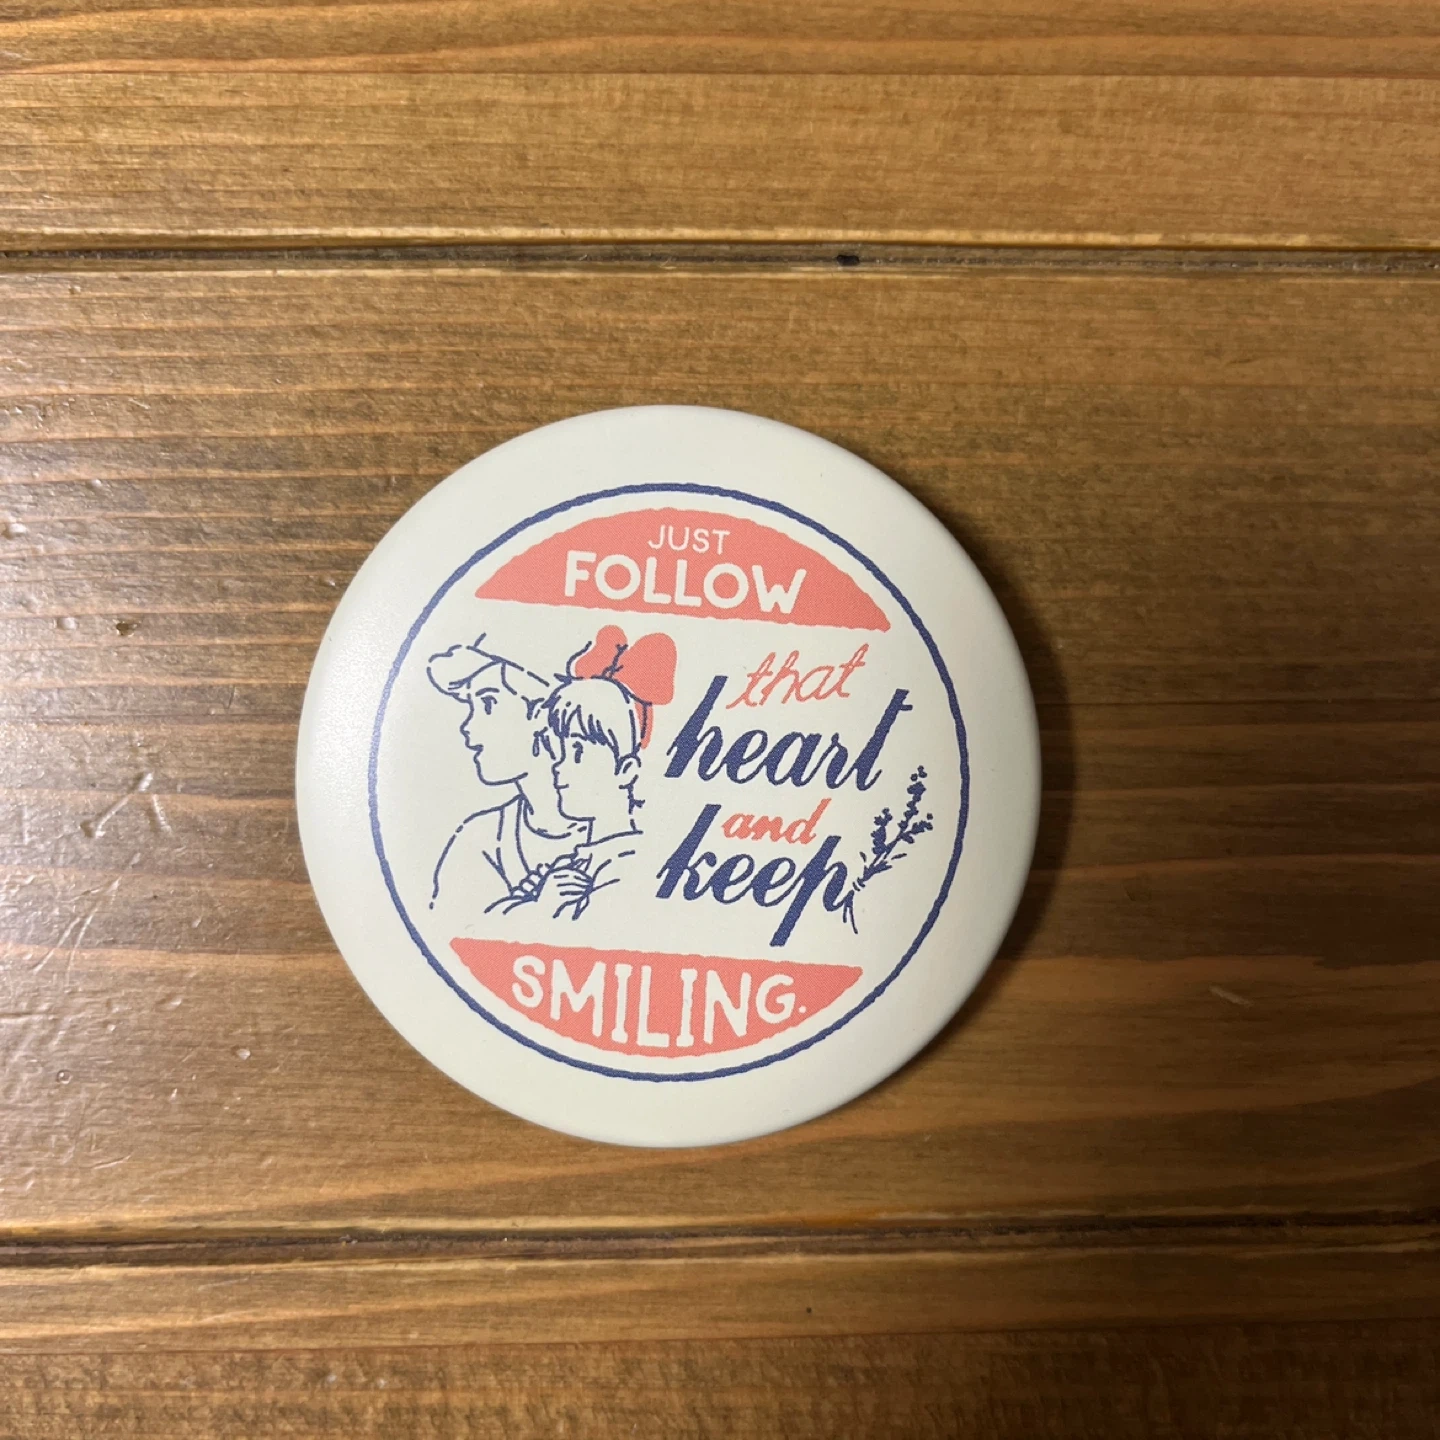 JUST
FOLLOW
that
heart
and
keep
SMILING.